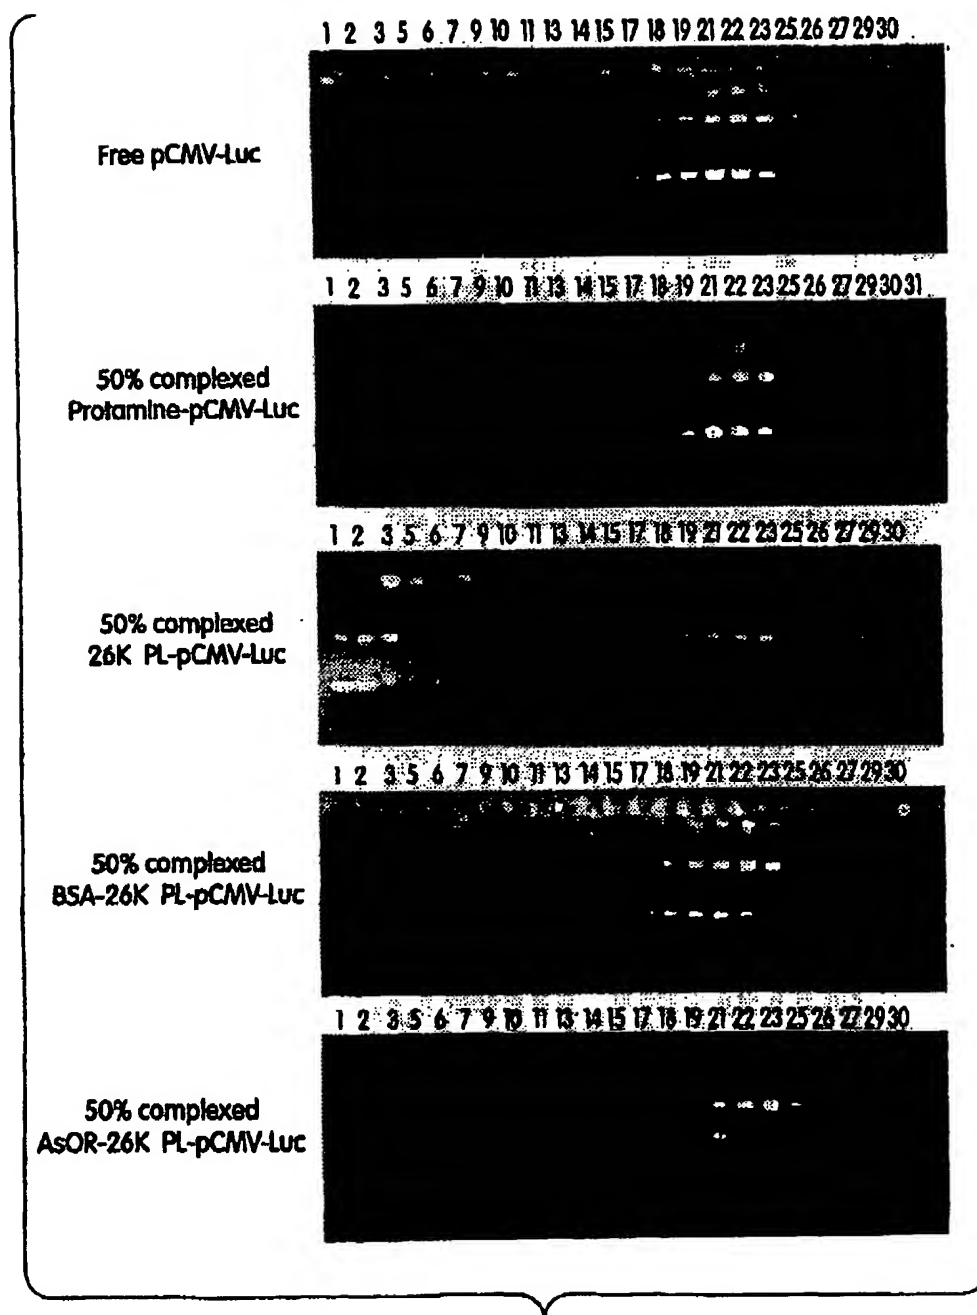 1 2 3 5 6 7 9 10 11 13 14 15 17 18 19 21 22 23 25 26 27 29 30
Free pCMV-Luc
1 2 3 5 6 7 9 10 11 13 14 15 17 18 19 21 22 23 25 26 27 29 30 31
50% complexed
Protamine-pCMV-Luc
1 2 3 5 6 7 9 10 11 13 14 15 17 18 19 21 22 23 25 26 27 29 30
50% complexed
26K PL-pCMV-Luc
1 2 3 5 6 7 9 10 11 13 14 15 17 18 19 21 22 23 25 26 27 29 30
50% complexed
BSA-26K PL-pCMV-Luc
1 2 3 5 6 7 9 10 11 13 14 15 17 18 19 21 22 23 25 26 27 29 30
50% complexed
AsOR-26K PL-pCMV-Luc